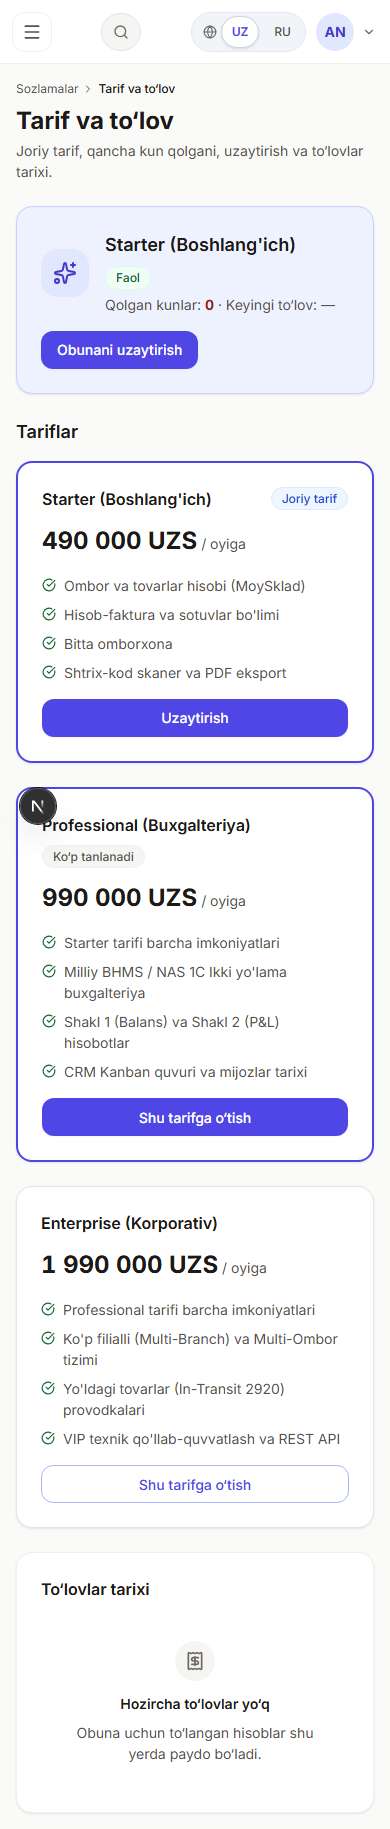 UZ RU AN
Sozlamalar > Tarif va to‘lov
Tarif va to‘lov
Joriy tarif, qancha kun qolgani, uzaytirish va to‘lovlar
tarixi.
Starter (Boshlang'ich)
Faol
Qolgan kunlar: 0 · Keyingi to‘lov: —
Obunani uzaytirish
Tariflar
Starter (Boshlang'ich) Joriy tarif
490 000 UZS / oyiga
Ombor va tovarlar hisobi (MoySklad)
Hisob-faktura va sotuvlar bo'limi
Bitta omborxona
Shtrix-kod skaner va PDF eksport
Uzaytirish
N
Professional (Buxgalteriya)
Ko‘p tanlanadi
990 000 UZS / oyiga
Starter tarifi barcha imkoniyatlari
Milliy BHMS / NAS 1C Ikki yo'lama
buxgalteriya
Shakl 1 (Balans) va Shakl 2 (P&L)
hisobotlar
CRM Kanban quvuri va mijozlar tarixi
Shu tarifga o‘tish
Enterprise (Korporativ)
1 990 000 UZS / oyiga
Professional tarifi barcha imkoniyatlari
Ko'p filialli (Multi-Branch) va Multi-Ombor
tizimi
Yo'ldagi tovarlar (In-Transit 2920)
provodkalari
VIP texnik qo'llab-quvvatlash va REST API
Shu tarifga o‘tish
To‘lovlar tarixi
Hozircha to‘lovlar yo‘q
Obuna uchun to‘langan hisoblar shu
yerda paydo bo‘ladi.